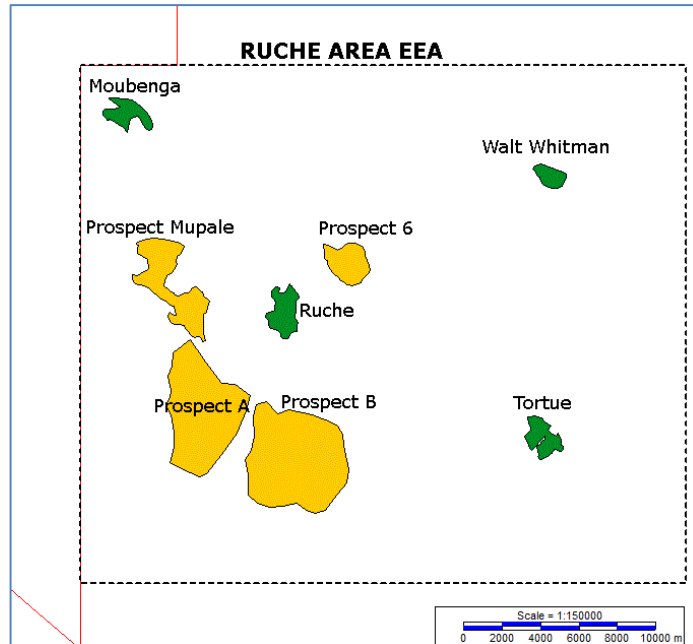 RUCHE AREA EEA
Moubenga
Walt Whitman
Prospect Mupale
Prospect 6
Ruche
Prospect A
Prospect B
Tortue
Scale = 1:150000
0 2000 4000 6000 8000 10000 m